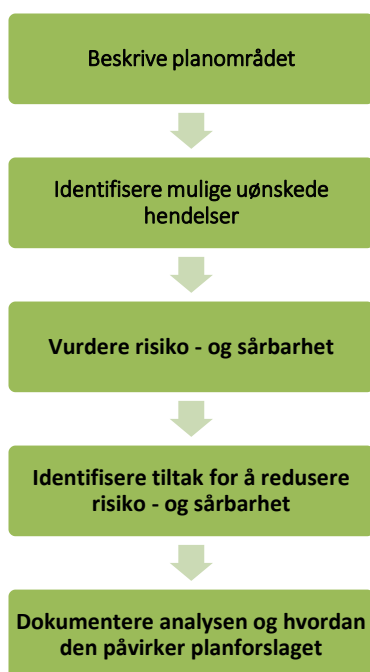 Beskrive planområdet
Identifisere mulige uønskede
hendelser
Vurdere risiko - og sårbarhet
Identifisere tiltak for å redusere
risiko - og sårbarhet
Dokumentere analysen og hvordan
den påvirker planforslaget